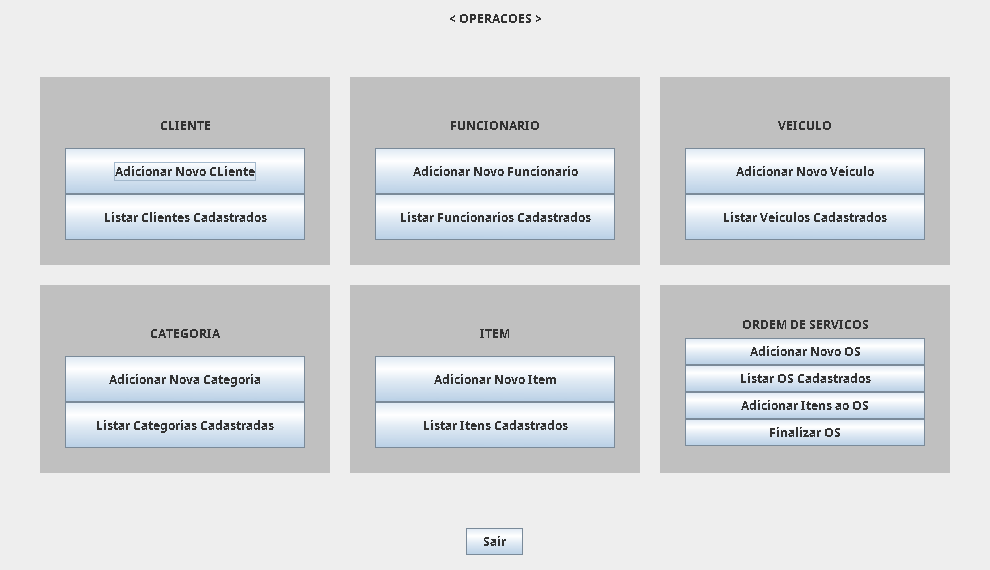 < OPERACOES >
CLIENTE
Adicionar Novo CLiente
Listar Clientes Cadastrados
FUNCIONARIO
Adicionar Novo Funcionario
Listar Funcionarios Cadastrados
VEICULO
Adicionar Novo Veiculo
Listar Veiculos Cadastrados
CATEGORIA
Adicionar Nova Categoria
Listar Categorias Cadastradas
ITEM
Adicionar Novo Item
Listar Itens Cadastrados
ORDEM DE SERVICOS
Adicionar Novo OS
Listar OS Cadastrados
Adicionar Itens ao OS
Finalizar OS
Sair